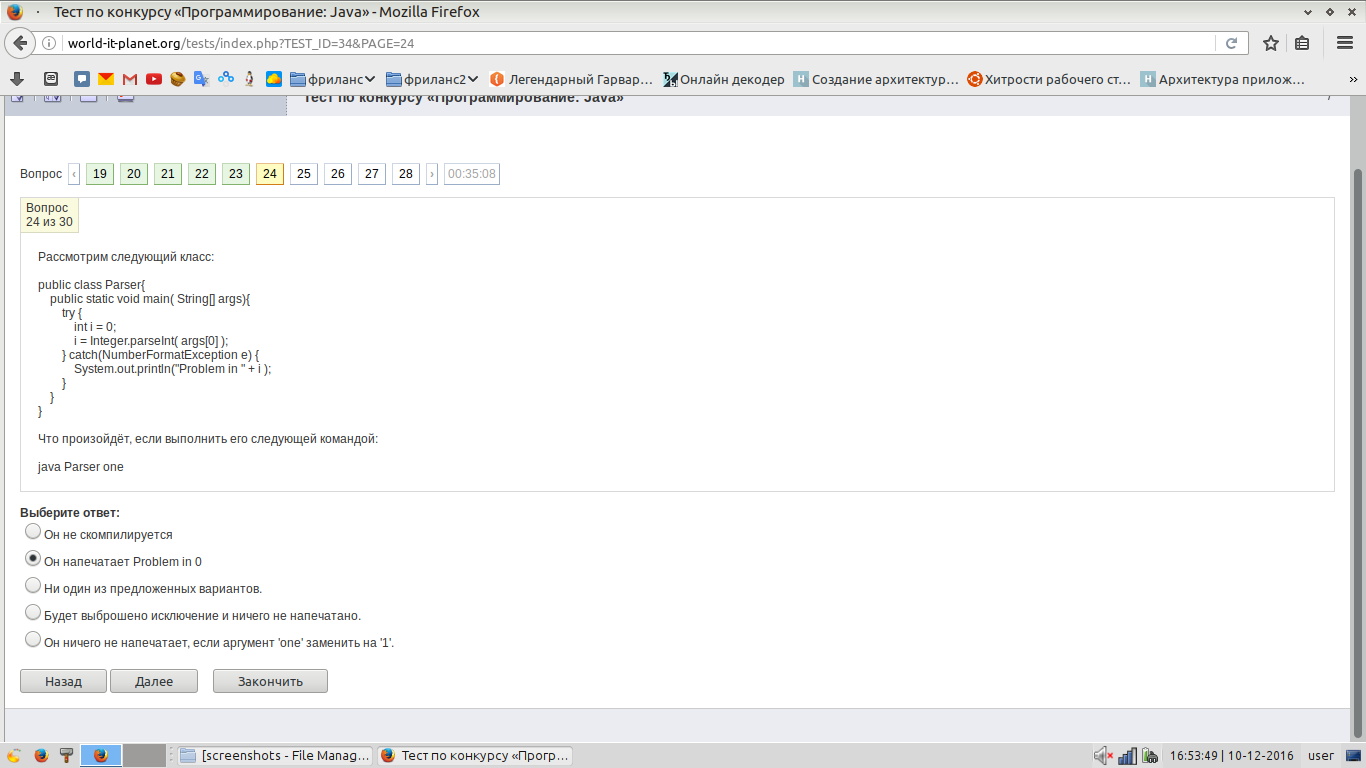 Тест по конкурсу «Программирование: Java» - Mozilla Firefox
world-it-planet.org/tests/index.php?TEST_ID=34&PAGE=24
фриланс
фриланс2
Легендарный Гарвар...
Онлайн декодер
Создание архитектур...
Хитрости рабочего ст...
Архитектура прилож...
Тест по конкурсу «Программирование: Java»
Вопрос ‹ 19 20 21 22 23 24 25 26 27 28 › 00:35:08
Вопрос
24 из 30
Рассмотрим следующий класс:
public class Parser{
public static void main( String[] args){
try {
int i = 0;
i = Integer.parseInt( args[0] );
} catch(NumberFormatException e) {
System.out.println("Problem in " + i );
}
}
}
Что произойдёт, если выполнить его следующей командой:
java Parser one
Выберите ответ:
Он не скомпилируется
Он напечатает Problem in 0
Ни один из предложенных вариантов.
Будет выброшено исключение и ничего не напечатано.
Он ничего не напечатает, если аргумент 'one' заменить на '1'.
Назад Далее Закончить
[screenshots - File Manag... Тест по конкурсу «Прогр... 16:53:49 | 10-12-2016 user